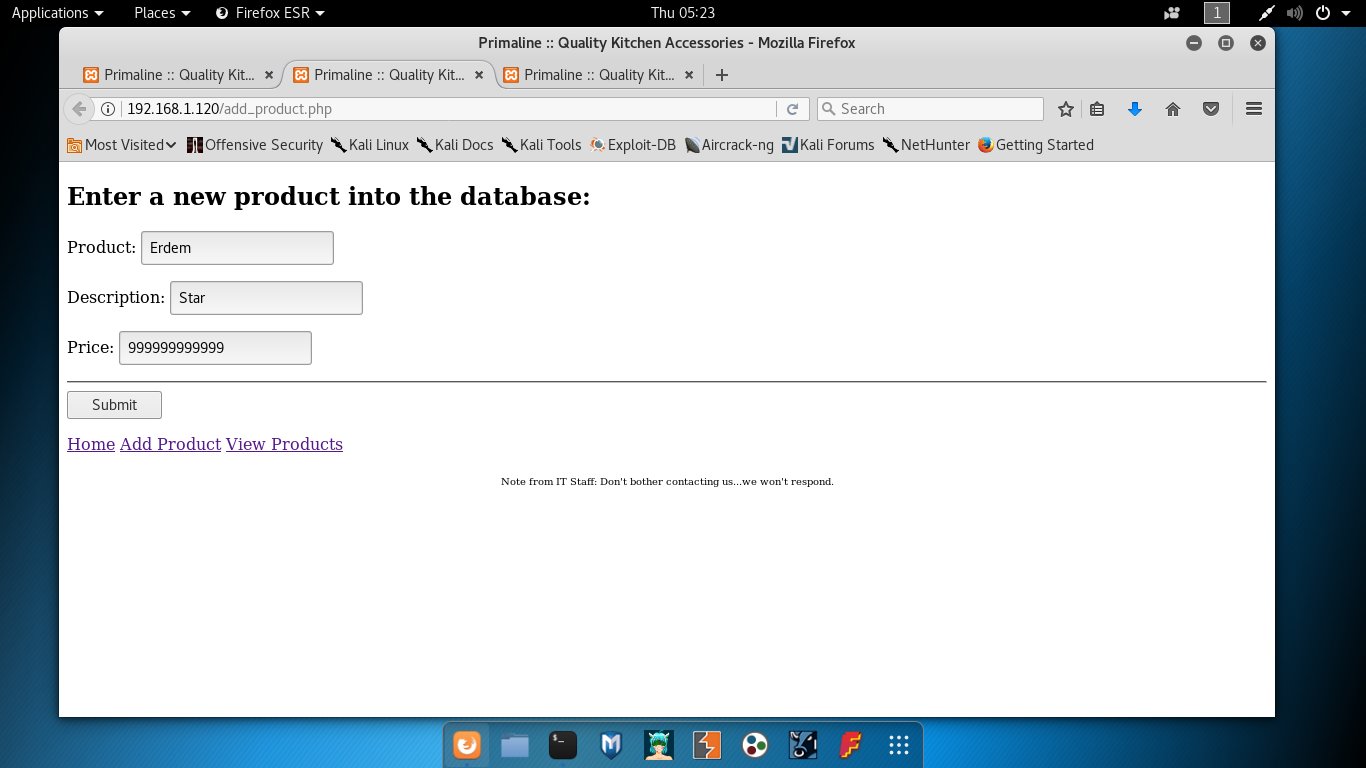 Applications Places Firefox ESR Thu 05:23 1
Primaline :: Quality Kitchen Accessories - Mozilla Firefox
Primaline :: Quality Kit... Primaline :: Quality Kit... Primaline :: Quality Kit...
192.168.1.120/add_product.php Search
Most Visited Offensive Security Kali Linux Kali Docs Kali Tools Exploit-DB Aircrack-ng Kali Forums NetHunter Getting Started
Enter a new product into the database:
Product: Erdem
Description: Star
Price: 999999999999
Submit
Home Add Product View Products
Note from IT Staff: Don't bother contacting us...we won't respond.